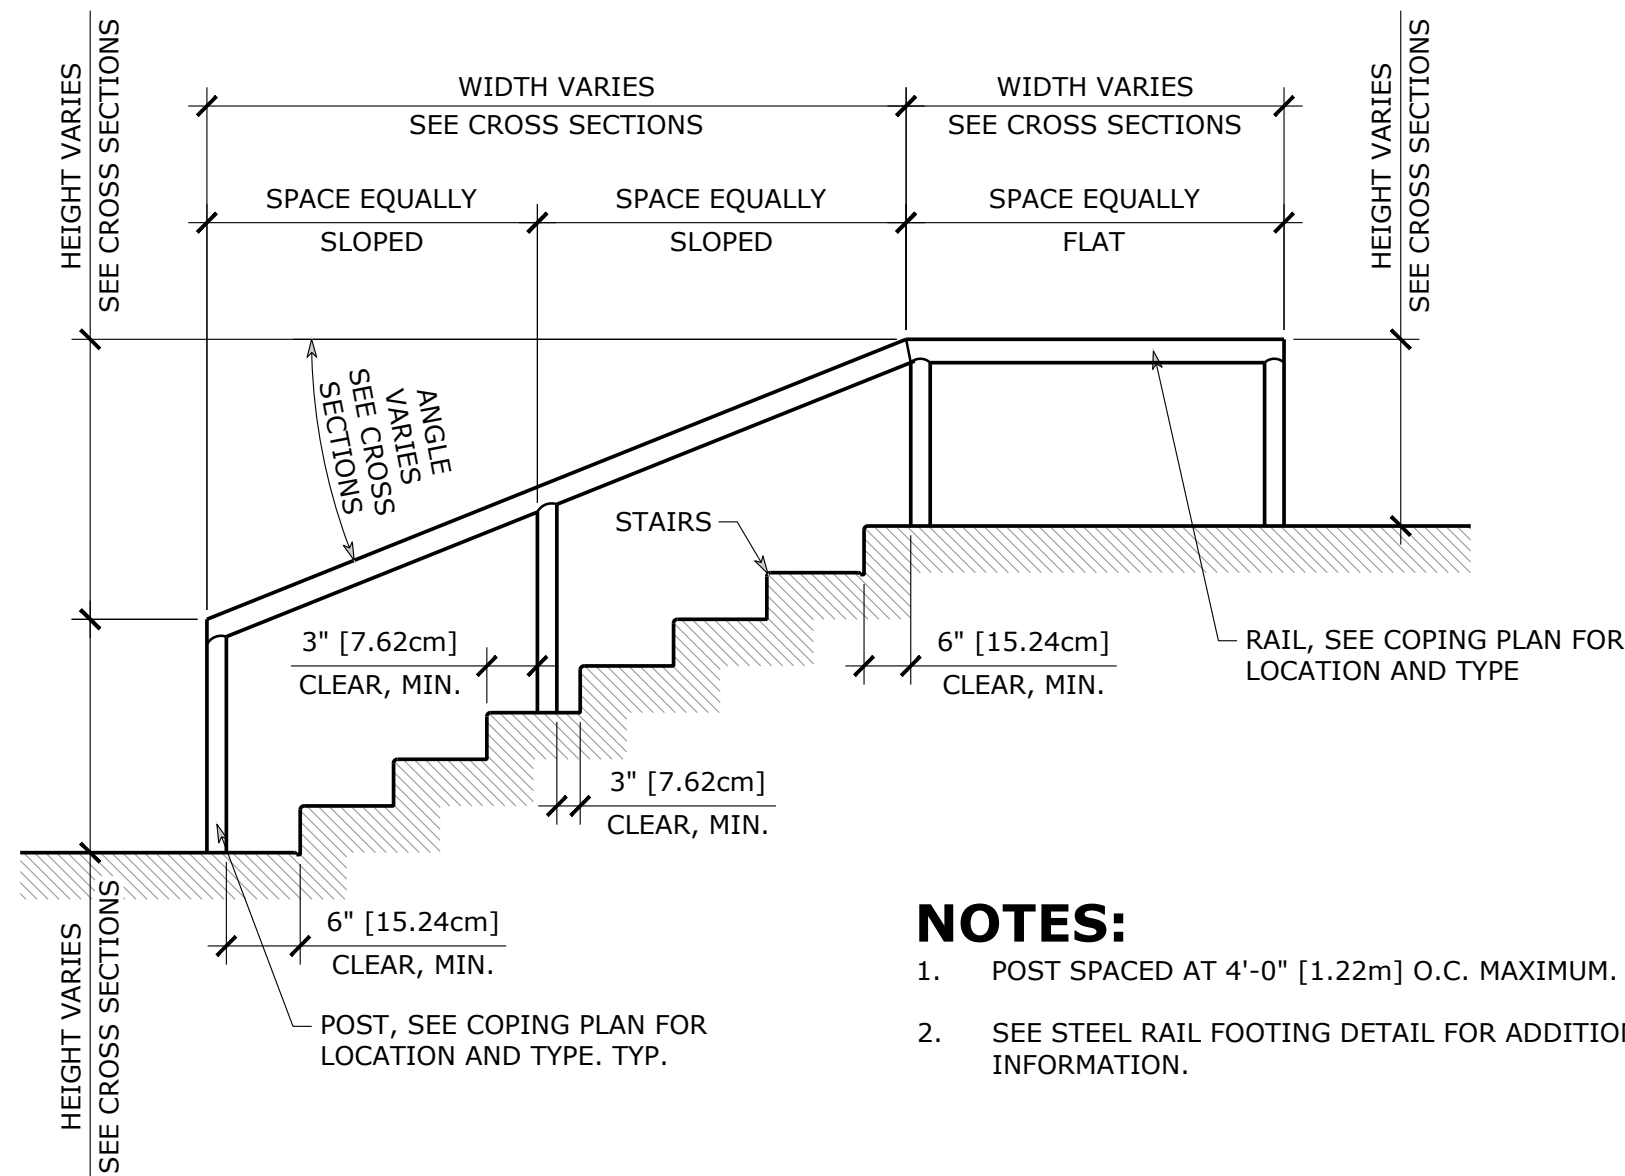 HEIGHT VARIES
SEE CROSS SECTIONS
WIDTH VARIES
SEE CROSS SECTIONS
WIDTH VARIES
SEE CROSS SECTIONS
HEIGHT VARIES
SEE CROSS SECTIONS
SPACE EQUALLY
SLOPED
SPACE EQUALLY
SLOPED
SPACE EQUALLY
FLAT
ANGLE
VARIES
SEE CROSS
SECTIONS
STAIRS
3" [7.62cm]
CLEAR, MIN.
6" [15.24cm]
CLEAR, MIN.
RAIL, SEE COPING PLAN FOR
LOCATION AND TYPE
3" [7.62cm]
CLEAR, MIN.
6" [15.24cm]
CLEAR, MIN.
HEIGHT VARIES
SEE CROSS SECTIONS
POST, SEE COPING PLAN FOR
LOCATION AND TYPE. TYP.
NOTES:
1. POST SPACED AT 4'-0" [1.22m] O.C. MAXIMUM.
2. SEE STEEL RAIL FOOTING DETAIL FOR
INFORMATION.